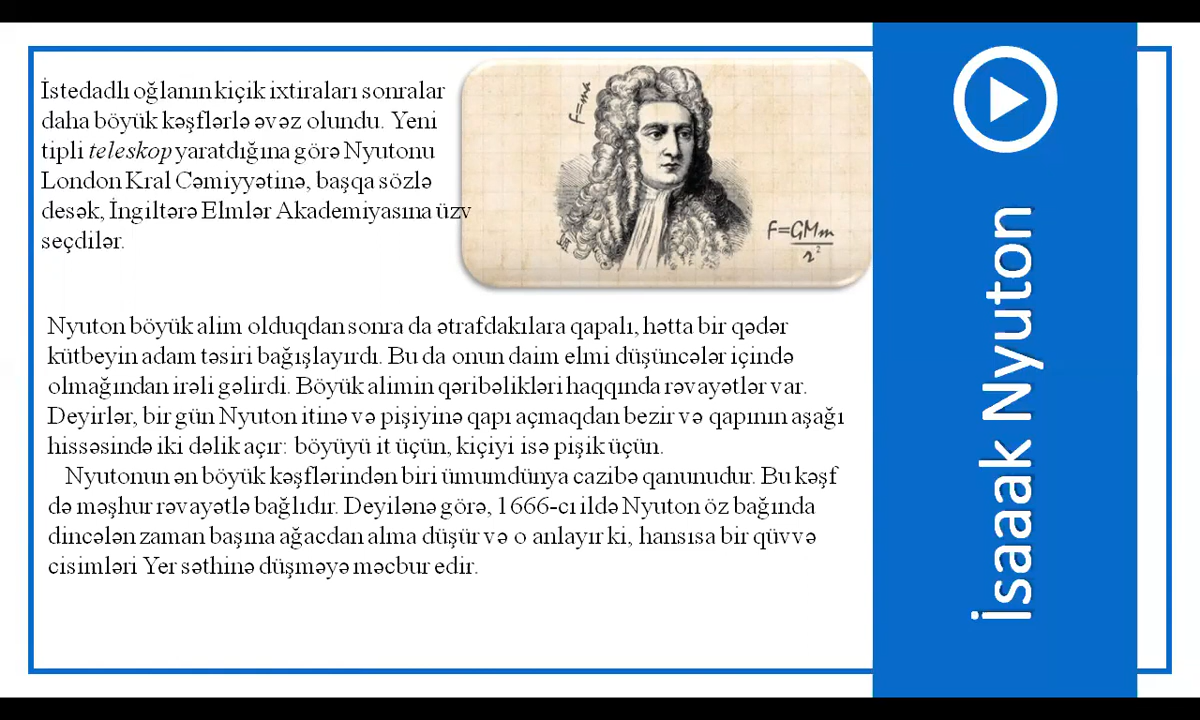 İstedadlı oğlanın kiçik ixtiraları sonralar
daha böyük kəşflərlə əvəz olundu. Yeni
tipli teleskop yaratdığına görə Nyutonu
London Kral Cəmiyyətinə, başqa sözlə
desək, İngiltərə Elmlər Akademiyasına üzv
seçdilər.
F=ma
F=GMm
r²
Nyuton böyük alim olduqdan sonra da ətrafdakılara qapalı, hətta bir qədər
kütbeyin adam təsiri bağışlayırdı. Bu da onun daim elmi düşüncələr içində
olmağından irəli gəlirdi. Böyük alimin qəribəlikləri haqqında rəvayətlər var.
Deyirlər, bir gün Nyuton itinə və pişiyinə qapı açmaqdan bezir və qapının aşağı
hissəsində iki dəlik açır: böyüyü it üçün, kiçiyi isə pişik üçün.
Nyutonun ən böyük kəşflərindən biri ümumdünya cazibə qanunudur. Bu kəşf
də məşhur rəvayətlə bağlıdır. Deyilənə görə, 1666-cı ildə Nyuton öz bağında
dincələn zaman başına ağacdan alma düşür və o anlayır ki, hansısa bir qüvvə
cisimləri Yer səthinə düşməyə məcbur edir.
İsaak Nyuton